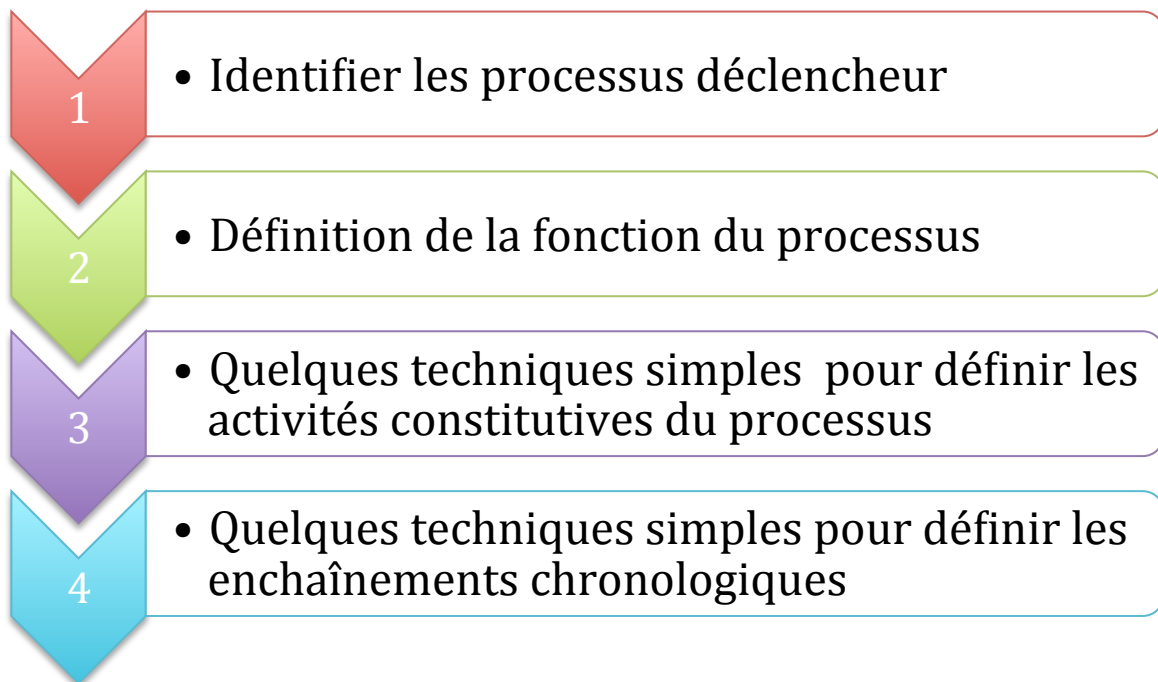 1
• Identifier les processus déclencheur
2
• Définition de la fonction du processus
3
• Quelques techniques simples  pour définir les
activités constitutives du processus
4
• Quelques techniques simples pour définir les
enchaînements chronologiques